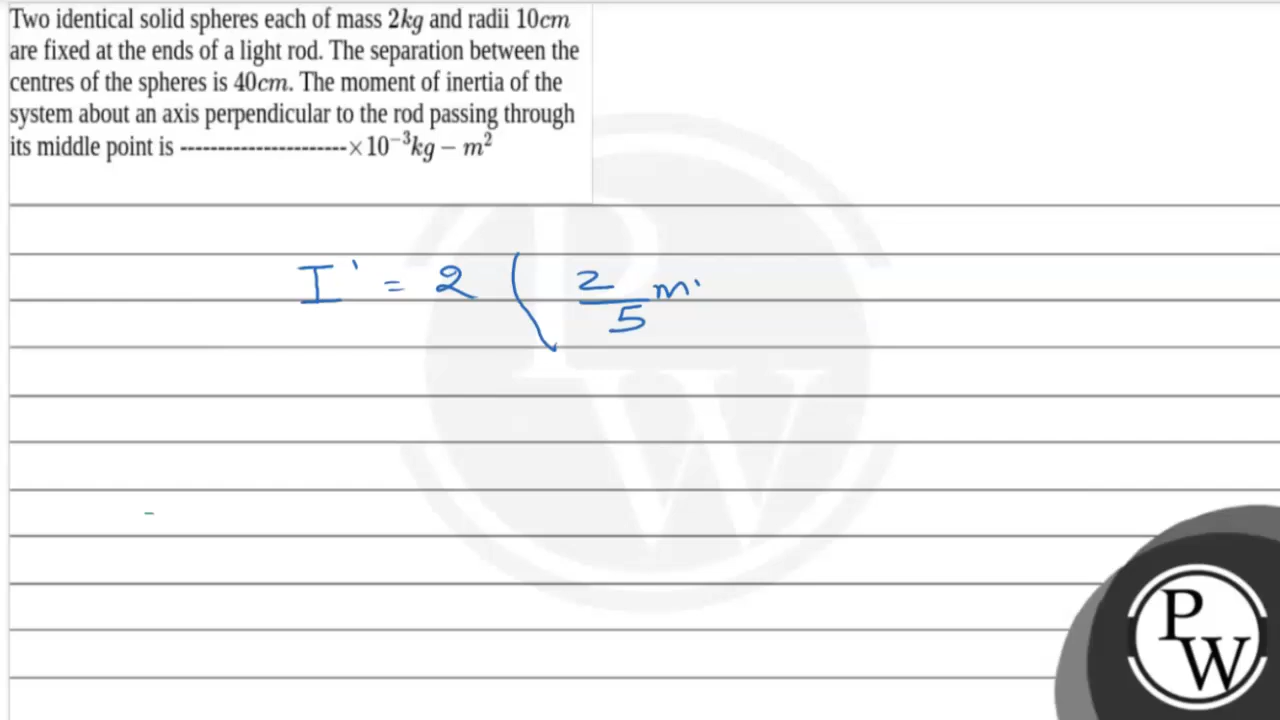 Two identical solid spheres each of mass 2kg and radii 10cm
are fixed at the ends of a light rod. The separation between the
centres of the spheres is 40cm. The moment of inertia of the
system about an axis perpendicular to the rod passing through
its middle point is ----------------------×10⁻³kg – m²
I' = 2 ( 2/5 m
P
W
P
W